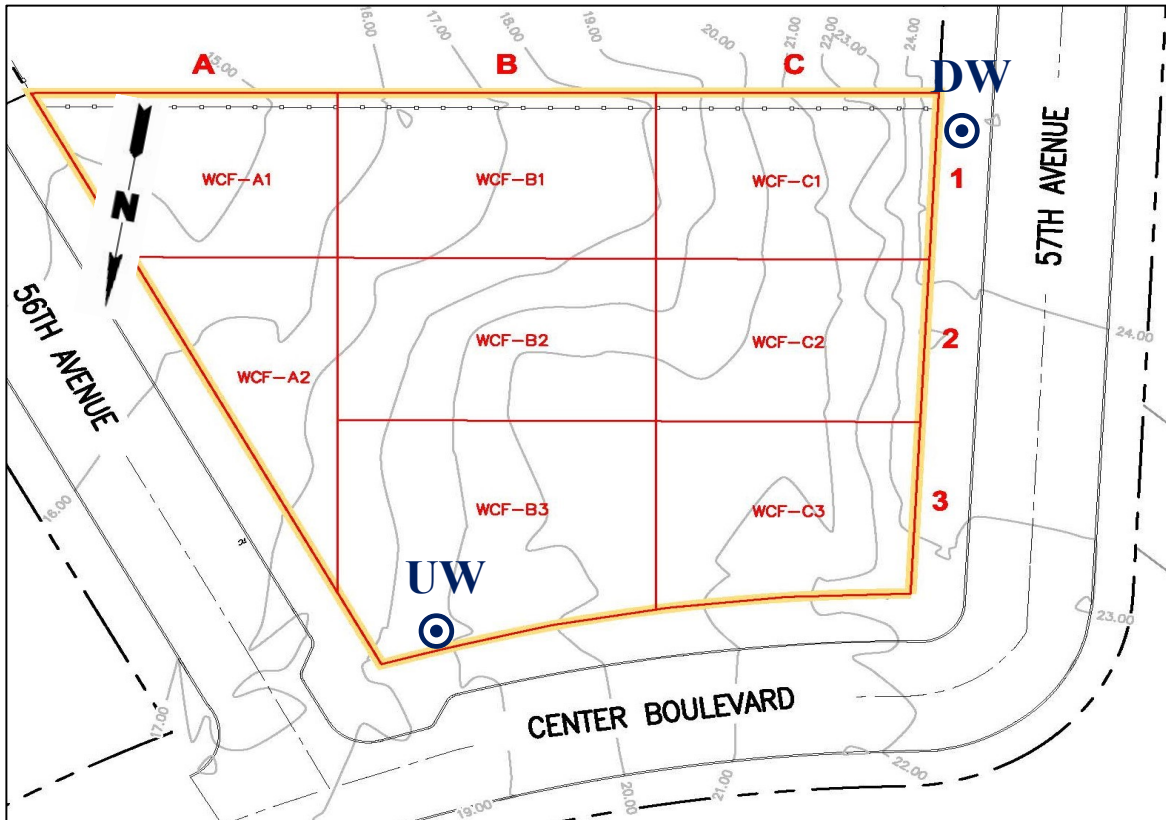 16.00
17.00
18.00
19.00
20.00
21.00
22.00
23.00
24.00
A
B
C
15.00
DW
WCF-A1
WCF-B1
WCF-C1
1
N
57TH AVENUE
56TH AVENUE
WCF-A2
WCF-B2
WCF-C2
2
24.00
WCF-B3
WCF-C3
3
16.00
UW
23.00
CENTER BOULEVARD
17.00
19.00
20.00
21.00
22.00